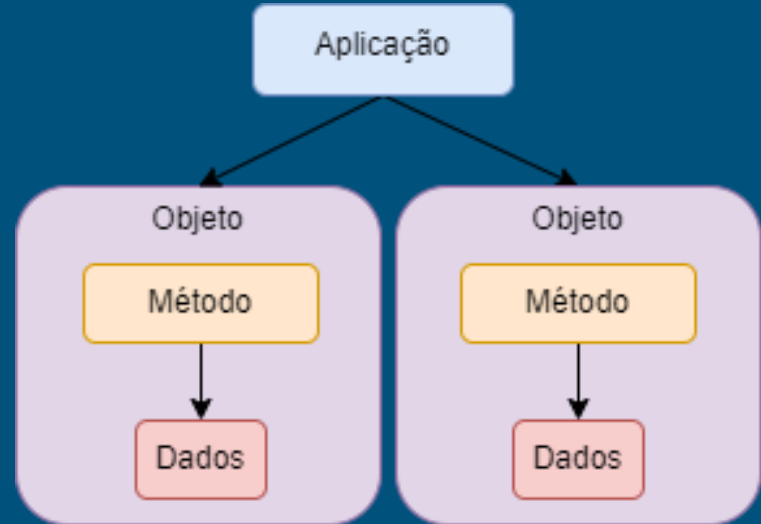 Aplicação
Objeto
Objeto
Método
Método
Dados
Dados